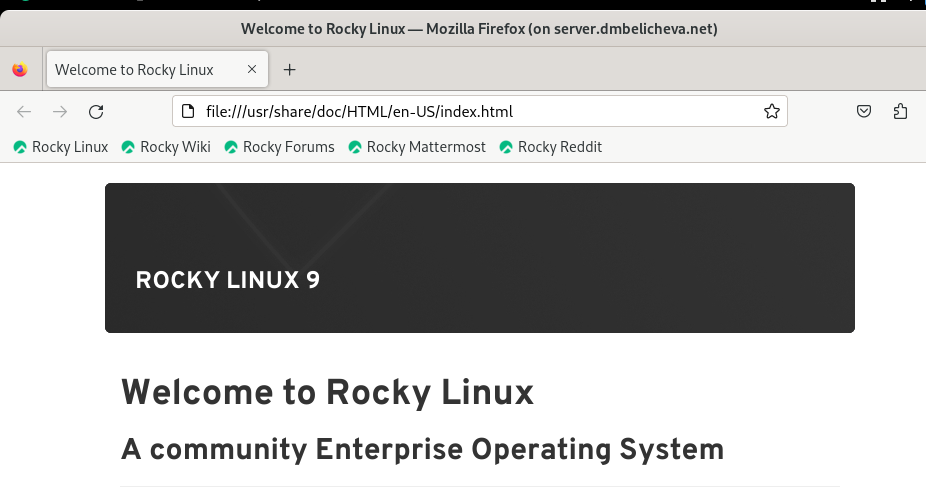 Welcome to Rocky Linux — Mozilla Firefox (on server.dmbelicheva.net)
Welcome to Rocky Linux
file:///usr/share/doc/HTML/en-US/index.html
Rocky Linux Rocky Wiki Rocky Forums Rocky Mattermost Rocky Reddit
ROCKY LINUX 9
Welcome to Rocky Linux
A community Enterprise Operating System